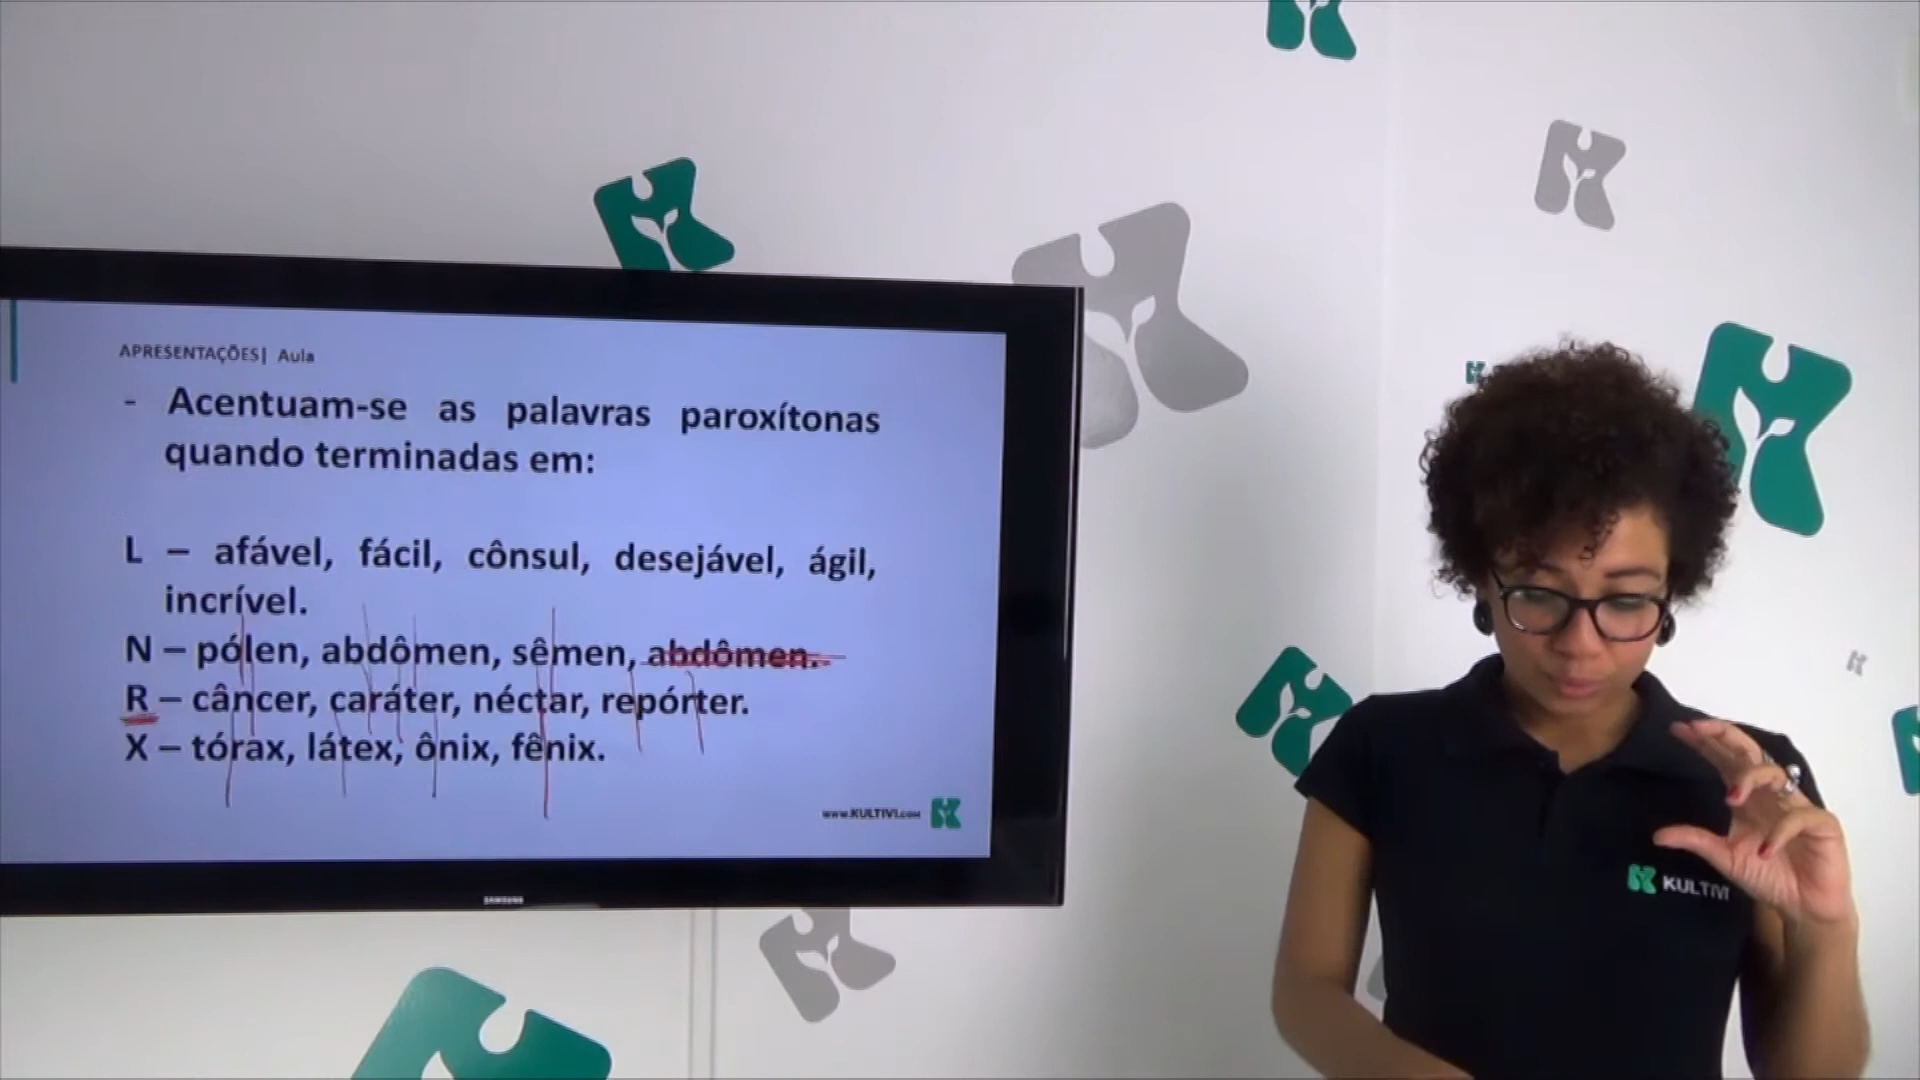 APRESENTAÇÕES| Aula
- Acentuam-se as palavras paroxítonas
quando terminadas em:
L – afável, fácil, cônsul, desejável, ágil,
incrível.
N – pólen, abdômen, sêmen, abdômen.
R – câncer, caráter, néctar, repórter.
X – tórax, látex, ônix, fênix.
www.KULTIVI.COM
SAMSUNG
KULTIVI